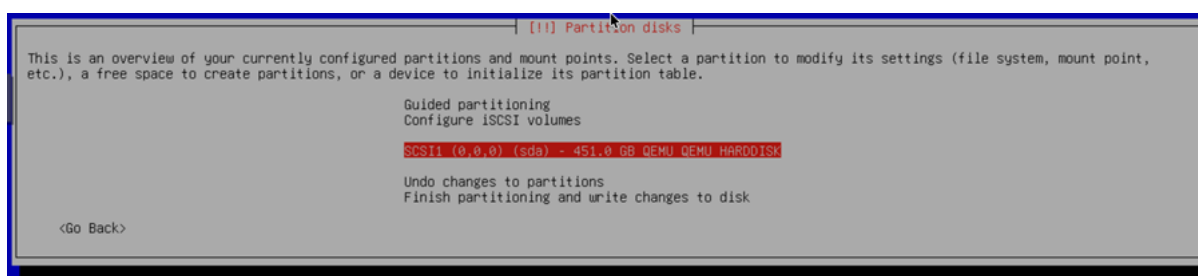 [!!] Partition disks
This is an overview of your currently configured partitions and mount points. Select a partition to modify its settings (file system, mount point,
etc.), a free space to create partitions, or a device to initialize its partition table.
Guided partitioning
Configure iSCSI volumes
SCSI1 (0,0,0) (sda) - 451.0 GB QEMU QEMU HARDDISK
Undo changes to partitions
Finish partitioning and write changes to disk
<Go Back>